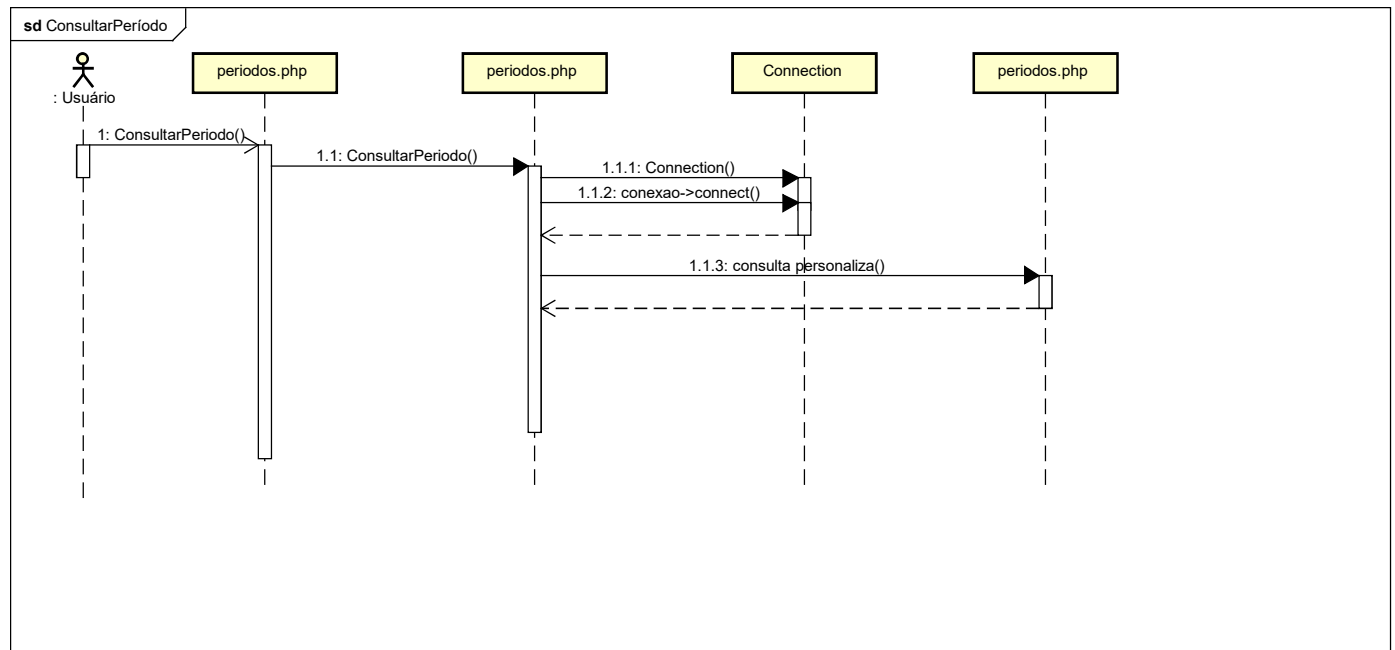 sd ConsultarPeríodo
: Usuário
periodos.php
periodos.php
Connection
periodos.php
1: ConsultarPeriodo()
1.1: ConsultarPeriodo()
1.1.1: Connection()
1.1.2: conexao->connect()
1.1.3: consulta personaliza()